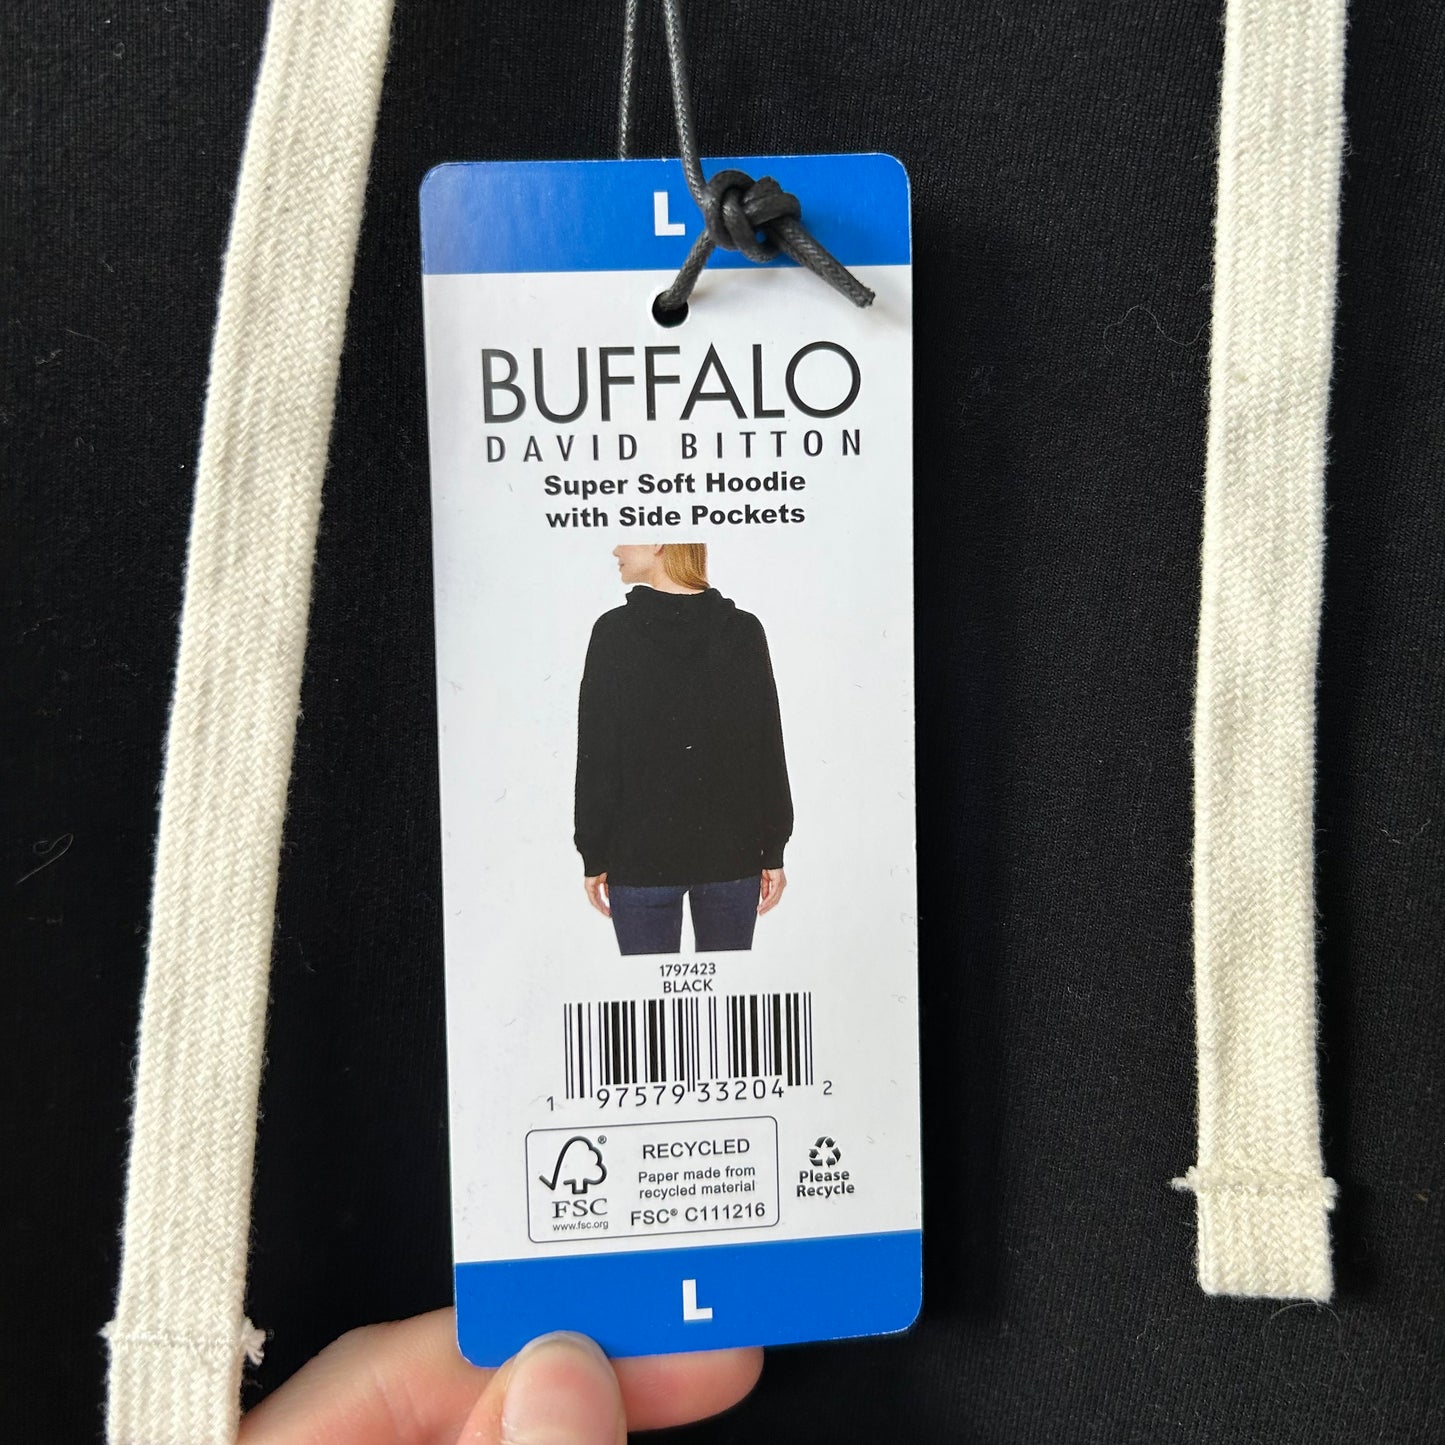 L
BUFFALO
DAVID BITTON
Super Soft Hoodie
with Side Pockets
1797423
BLACK
1 97579 33204 2
FSC
www.fsc.org
RECYCLED
Paper made from
recycled material
FSC® C111216
Please
Recycle
L